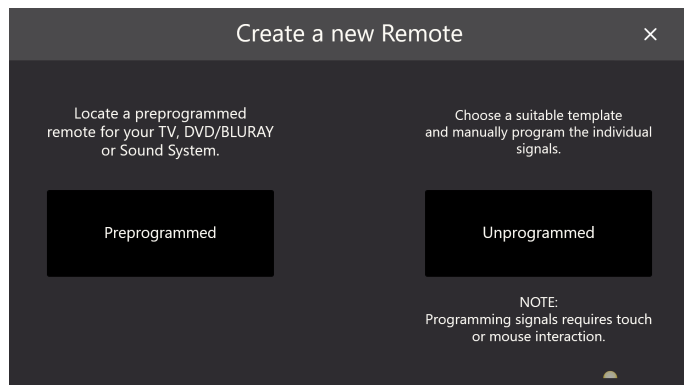 Create a new Remote
Locate a preprogrammed
remote for your TV, DVD/BLURAY
or Sound System.
Preprogrammed
Choose a suitable template
and manually program the individual
signals.
Unprogrammed
NOTE:
Programming signals requires touch
or mouse interaction.